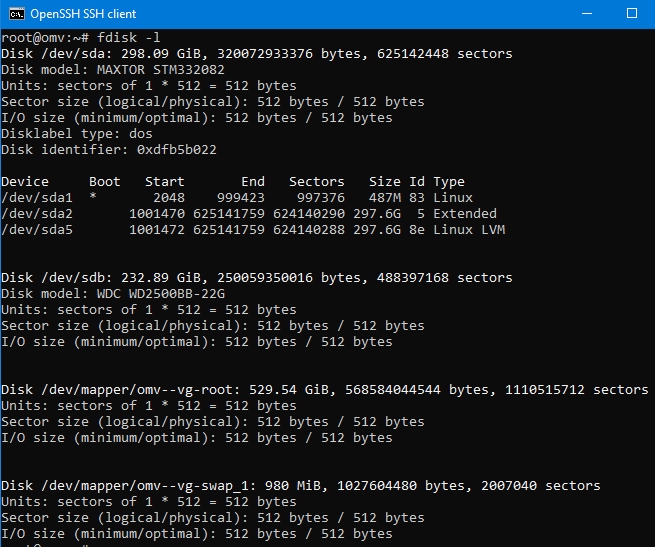 OpenSSH SSH client
root@omv:~# fdisk -l
Disk /dev/sda: 298.09 GiB, 320072933376 bytes, 625142448 sectors
Disk model: MAXTOR STM332082
Units: sectors of 1 * 512 = 512 bytes
Sector size (logical/physical): 512 bytes / 512 bytes
I/O size (minimum/optimal): 512 bytes / 512 bytes
Disklabel type: dos
Disk identifier: 0xdfb5b022
Device     Boot   Start       End   Sectors   Size Id Type
/dev/sda1  *       2048    999423    997376   487M 83 Linux
/dev/sda2       1001470 625141759 624140290 297.6G  5 Extended
/dev/sda5       1001472 625141759 624140288 297.6G 8e Linux LVM
Disk /dev/sdb: 232.89 GiB, 250059350016 bytes, 488397168 sectors
Disk model: WDC WD2500BB-22G
Units: sectors of 1 * 512 = 512 bytes
Sector size (logical/physical): 512 bytes / 512 bytes
I/O size (minimum/optimal): 512 bytes / 512 bytes
Disk /dev/mapper/omv--vg-root: 529.54 GiB, 568584044544 bytes, 1110515712 sectors
Units: sectors of 1 * 512 = 512 bytes
Sector size (logical/physical): 512 bytes / 512 bytes
I/O size (minimum/optimal): 512 bytes / 512 bytes
Disk /dev/mapper/omv--vg-swap_1: 980 MiB, 1027604480 bytes, 2007040 sectors
Units: sectors of 1 * 512 = 512 bytes
Sector size (logical/physical): 512 bytes / 512 bytes
I/O size (minimum/optimal): 512 bytes / 512 bytes